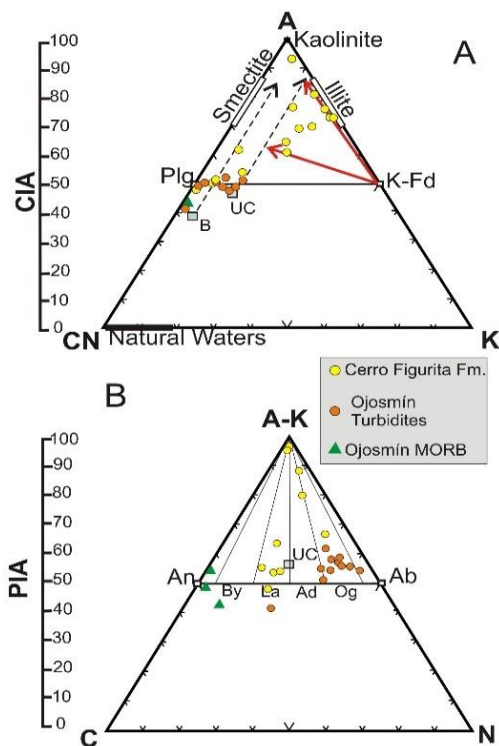 A
Kaolinite
A
Smectite
Illite
CIA
100
90
80
70
60
50
40
30
20
10
0
Plg
K-Fd
UC
B
CN
Natural Waters
K
Cerro Figurita Fm.
Ojosmín
Turbidites
Ojosmín MORB
B
A-K
PIA
100
90
80
70
60
50
40
30
20
10
0
UC
An
By
La
Ad
Og
Ab
C
N